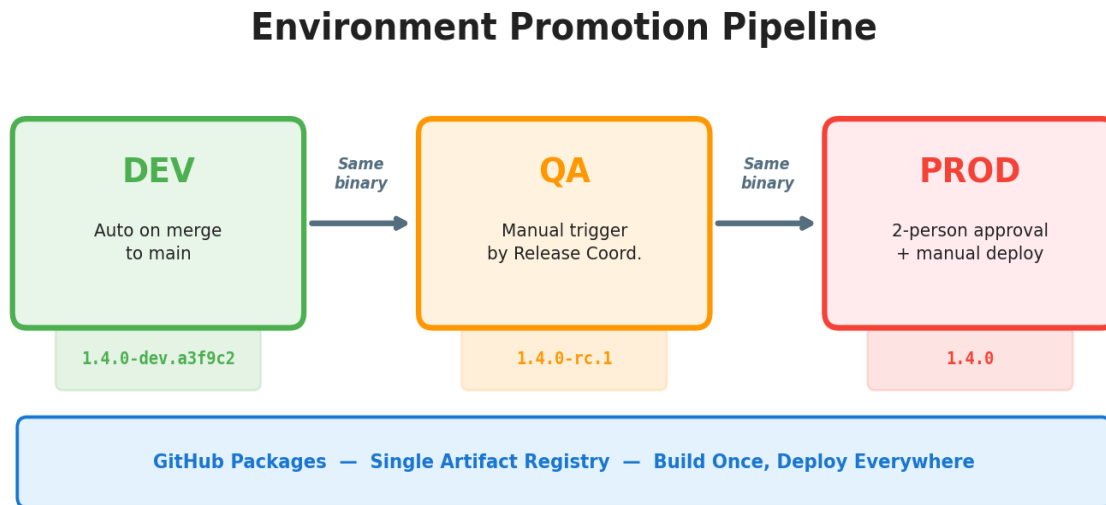 Environment Promotion Pipeline
DEV
Auto on merge
to main
1.4.0-dev.a3f9c2
Same
binary
QA
Manual trigger
by Release Coord.
1.4.0-rc.1
Same
binary
PROD
2-person approval
+ manual deploy
1.4.0
GitHub Packages — Single Artifact Registry — Build Once, Deploy Everywhere